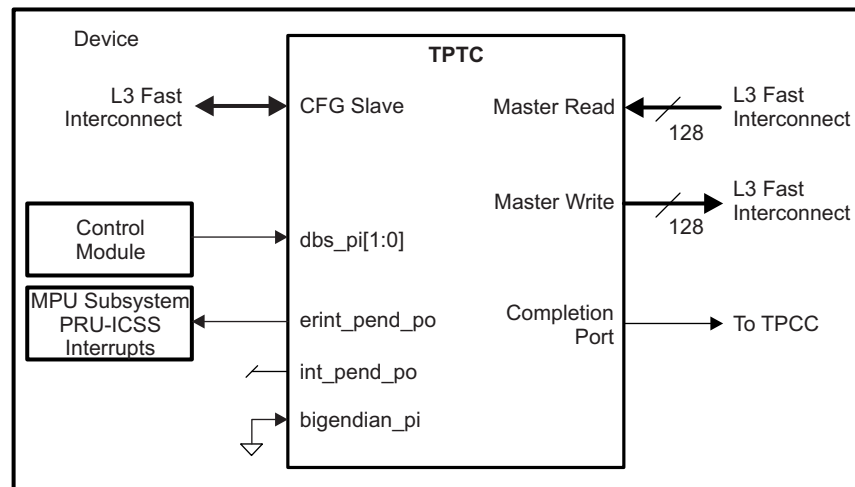 Device
TPTC
L3 Fast
Interconnect
CFG Slave
Master Read
128
L3 Fast
Interconnect
Master Write
128
L3 Fast
Interconnect
Control
Module
dbs_pi[1:0]
MPU Subsystem
PRU-ICSS
Interrupts
erint_pend_po
Completion
Port
To TPCC
int_pend_po
bigendian_pi